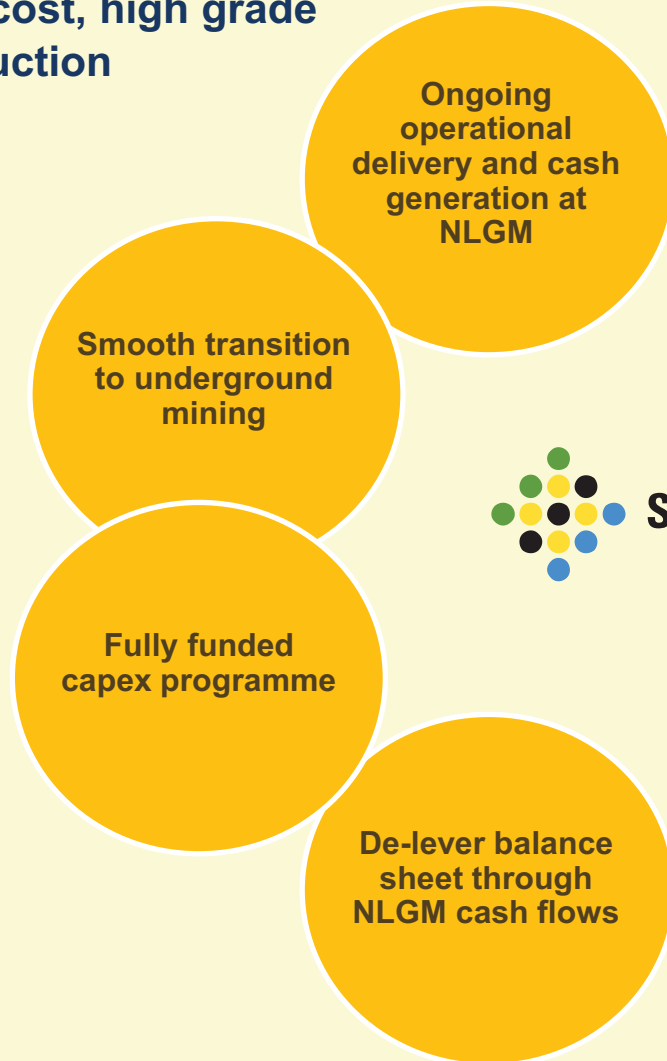 cost, high grade
Ongoing
operational
delivery and cash
generation at
NLGM
Smooth transition
to underground
mining
S
Fully funded
capex programme
De-lever balance
sheet through
NLGM cash flows